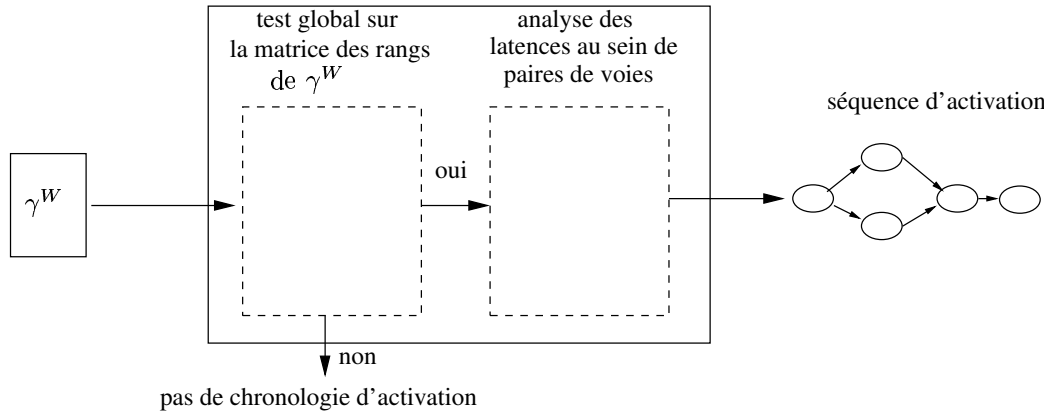 test global sur
la matrice des rangs
de γ^W
analyse des
latences au sein de
paires de voies
séquence d'activation
γ^W
oui
non
pas de chronologie d'activation